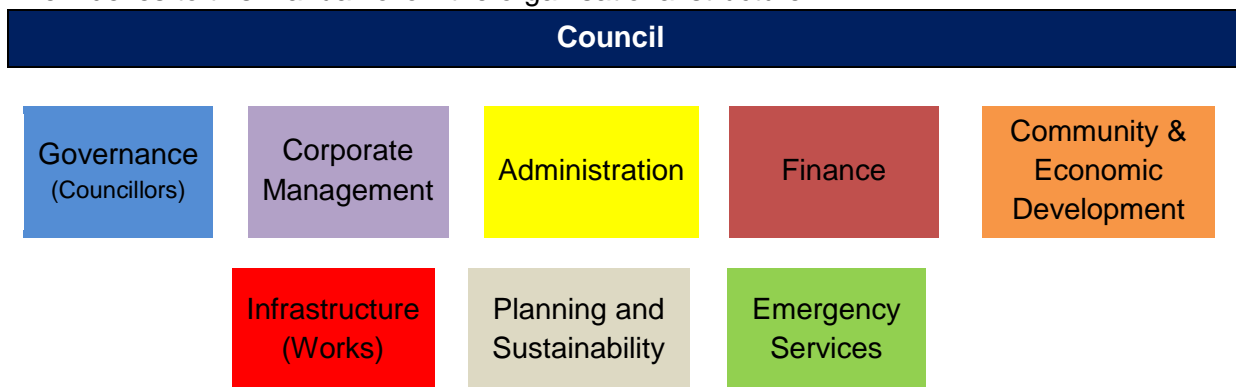 Council
Governance
(Councillors)
Corporate
Management
Administration
Finance
Community &
Economic
Development
Infrastructure
(Works)
Planning and
Sustainability
Emergency
Services